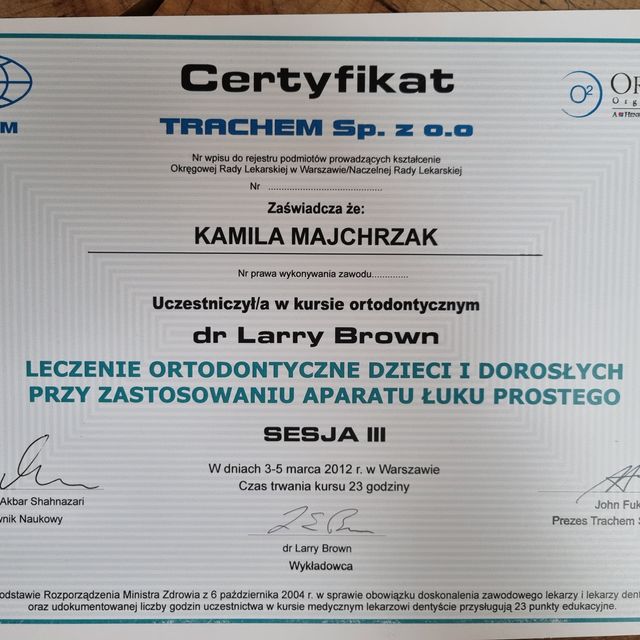 Certyfikat
TRACHEM Sp. z o.o
Nr wpisu do rejestru podmiotów prowadzących kształcenie
Okręgowej Rady Lekarskiej w Warszawie/Naczelnej Rady Lekarskiej
Nr ..........................................
Zaświadcza że:
KAMILA MAJCHRZAK
Nr prawa wykonywania zawodu..............
Uczestniczył/a w kursie ortodontycznym
dr Larry Brown
LECZENIE ORTODONTYCZNE DZIECI I DOROSŁYCH
PRZY ZASTOSOWANIU APARATU ŁUKU PROSTEGO
SESJA III
W dniach 3-5 marca 2012 r. w Warszawie
Czas trwania kursu 23 godziny
Akbar Shahnazari
wnik Naukowy
dr Larry Brown
Wykładowca
John Fuk
Prezes Trachem S
odstawie Rozporządzenia Ministra Zdrowia z 6 października 2004 r. w sprawie obowiązku doskonalenia zawodowego lekarzy i lekarzy dent
oraz udokumentowanej liczby godzin uczestnictwa w kursie medycznym lekarzowi dentyście przysługują 23 punkty edukacyjne.
O2